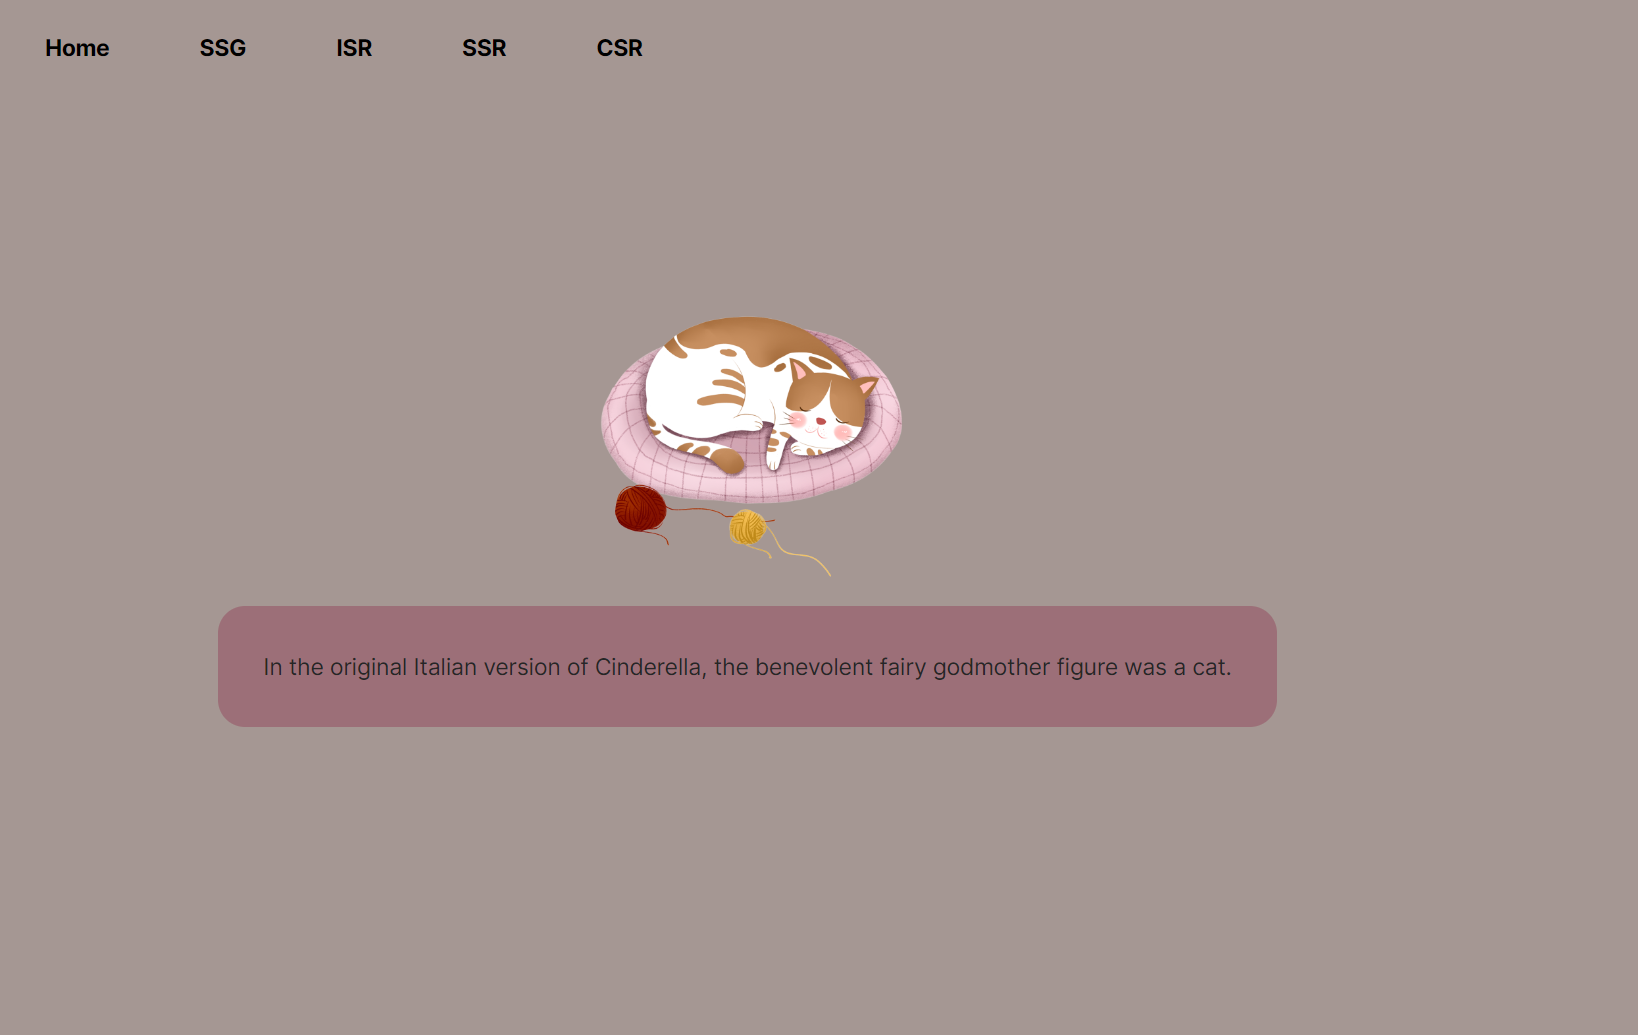 Home SSG ISR SSR CSR
In the original Italian version of Cinderella, the benevolent fairy godmother figure was a cat.